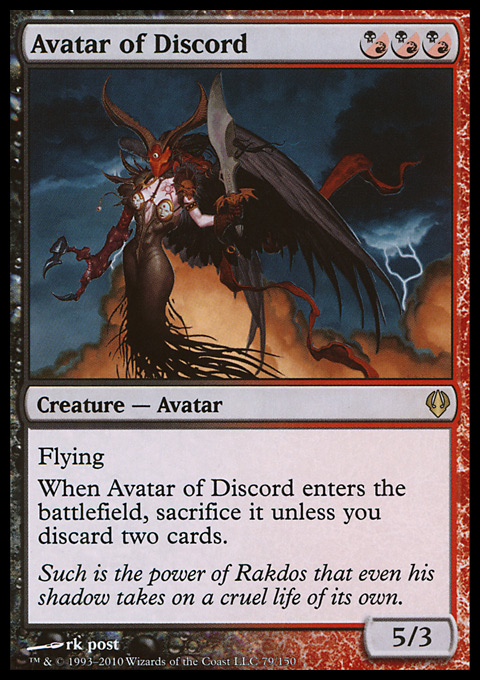 Avatar of Discord
Creature — Avatar
Flying
When Avatar of Discord enters the
battlefield, sacrifice it unless you
discard two cards.
Such is the power of Rakdos that even his
shadow takes on a cruel life of its own.
rk post
5/3
™ & © 1993–2010 Wizards of the Coast LLC 79/150